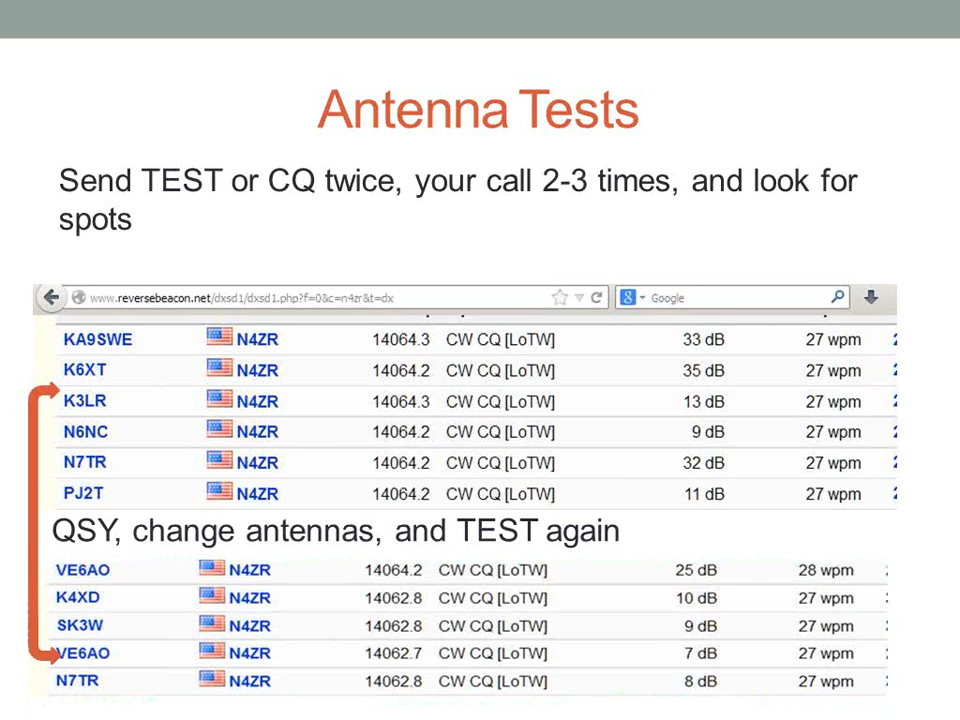 Antenna Tests
Send TEST or CQ twice, your call 2-3 times, and look for
spots
www.reversebeacon.net/dxsd1/dxsd1.php?f=0&c=n4zr&t=dx Google
KA9SWE N4ZR 14064.3 CW CQ [LoTW] 33 dB 27 wpm
K6XT N4ZR 14064.2 CW CQ [LoTW] 35 dB 27 wpm
K3LR N4ZR 14064.3 CW CQ [LoTW] 13 dB 27 wpm
N6NC N4ZR 14064.2 CW CQ [LoTW] 9 dB 27 wpm
N7TR N4ZR 14064.2 CW CQ [LoTW] 32 dB 27 wpm
PJ2T N4ZR 14064.2 CW CQ [LoTW] 11 dB 27 wpm
QSY, change antennas, and TEST again
VE6AO N4ZR 14064.2 CW CQ [LoTW] 25 dB 28 wpm
K4XD N4ZR 14062.8 CW CQ [LoTW] 10 dB 27 wpm
SK3W N4ZR 14062.8 CW CQ [LoTW] 9 dB 27 wpm
VE6AO N4ZR 14062.7 CW CQ [LoTW] 7 dB 27 wpm
N7TR N4ZR 14062.8 CW CQ [LoTW] 8 dB 27 wpm